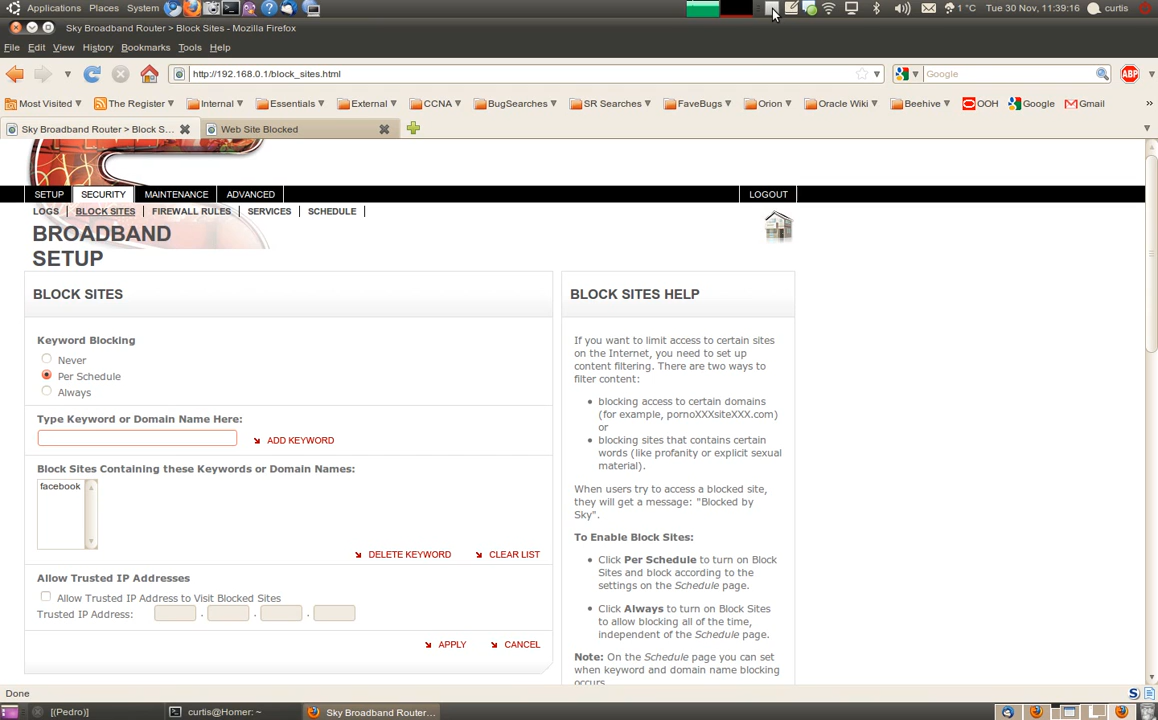 Applications Places System 1 °C Tue 30 Nov, 11:39:16 curtis
Sky Broadband Router > Block Sites - Mozilla Firefox
File Edit View History Bookmarks Tools Help
http://192.168.0.1/block_sites.html Google ABP
Most Visited The Register Internal Essentials External CCNA BugSearches SR Searches FaveBugs Orion Oracle Wiki Beehive OOH Google Gmail »
Sky Broadband Router > Block S... Web Site Blocked
SETUP SECURITY MAINTENANCE ADVANCED LOGOUT
LOGS BLOCK SITES FIREWALL RULES SERVICES SCHEDULE
BROADBAND
SETUP
BLOCK SITES
Keyword Blocking
Never
Per Schedule
Always
Type Keyword or Domain Name Here:
ADD KEYWORD
Block Sites Containing these Keywords or Domain Names:
facebook
DELETE KEYWORD CLEAR LIST
Allow Trusted IP Addresses
Allow Trusted IP Address to Visit Blocked Sites
Trusted IP Address: . . .
APPLY CANCEL
BLOCK SITES HELP
If you want to limit access to certain sites
on the Internet, you need to set up
content filtering. There are two ways to
filter content:
• blocking access to certain domains
(for example, pornoXXXsiteXXX.com)
or
• blocking sites that contains certain
words (like profanity or explicit sexual
material).
When users try to access a blocked site,
they will get a message: "Blocked by
Sky".
To Enable Block Sites:
• Click Per Schedule to turn on Block
Sites and block according to the
settings on the Schedule page.
• Click Always to turn on Block Sites
to allow blocking all of the time,
independent of the Schedule page.
Note: On the Schedule page you can set
when keyword and domain name blocking
occurs.
Done
[(Pedro)] curtis@Homer: ~ Sky Broadband Router...